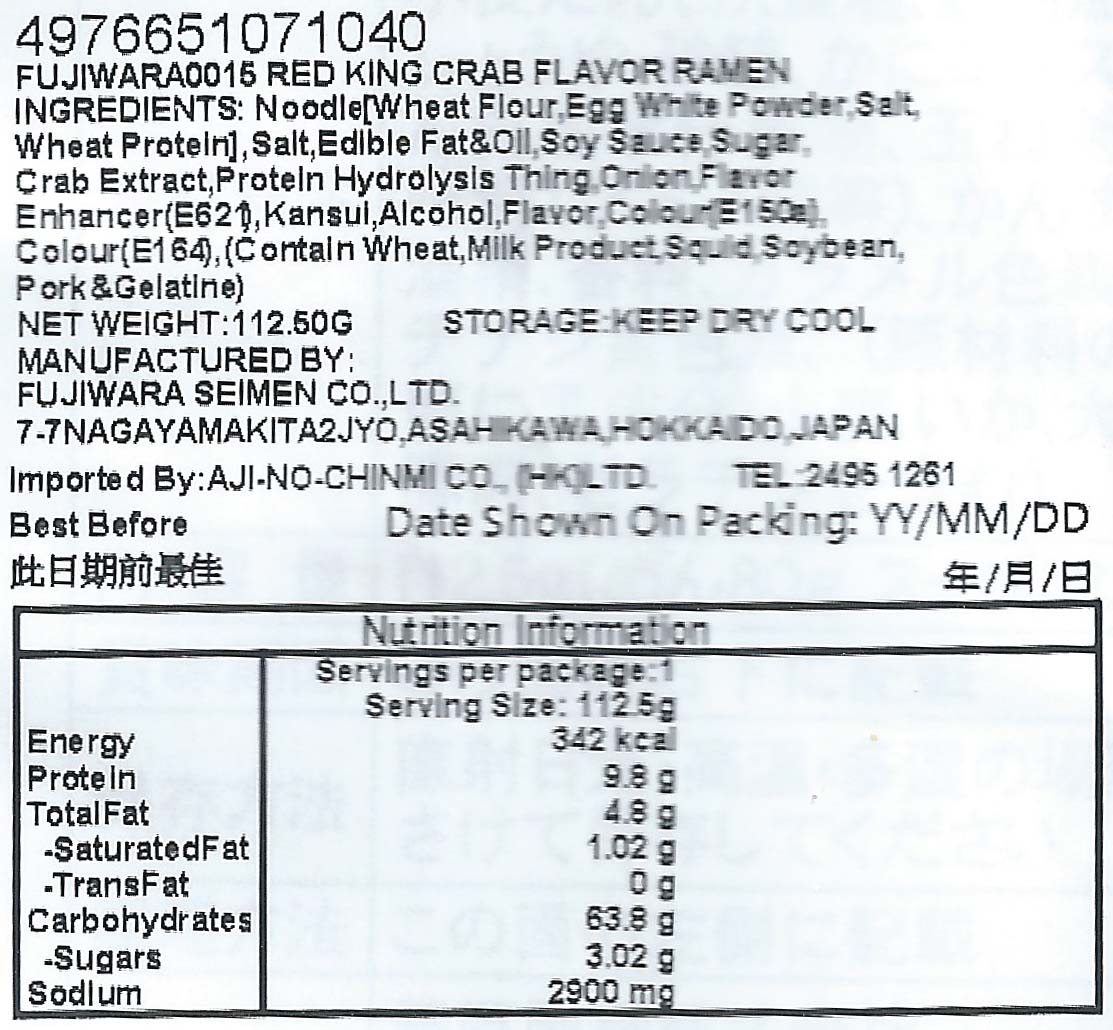 4976651071040
FUJIWARA0015 RED KING CRAB FLAVOR RAMEN
INGREDIENTS: Noodle[Wheat Flour,Egg White Powder,Salt,
Wheat Protein],Salt,Edible Fat&Oil,Soy Sauce,Sugar,
Crab Extract,Protein Hydrolysis Thing,Onion,Flavor
Enhancer(E621),Kansui,Alcohol,Flavor,Colour(E150a),
Colour(E164),(Contain Wheat,Milk Product,Squid,Soybean,
Pork&Gelatine)
NET WEIGHT:112.50G STORAGE:KEEP DRY COOL
MANUFACTURED BY:
FUJIWARA SEIMEN CO.,LTD.
7-7NAGAYAMAKITA2JYO,ASAHIKAWA,HOKKAIDO,JAPAN
Imported By:AJI-NO-CHINMI CO., (HK)LTD. TEL:2495 1261
Best Before Date Shown On Packing: YY/MM/DD
此日期前最佳 年/月/日
Nutrition Information
Servings per package:1
Serving Size: 112.5g
Energy 342 kcal
Protein 9.8 g
TotalFat 4.8 g
-SaturatedFat 1.02 g
-TransFat 0 g
Carbohydrates 63.8 g
-Sugars 3.02 g
Sodium 2900 mg